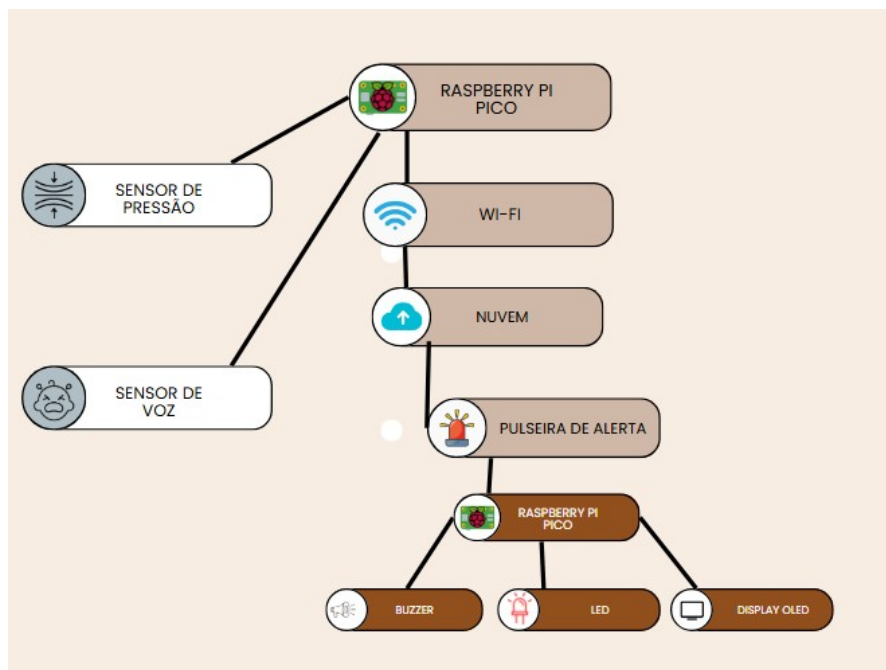 RASPBERRY PI
PICO
SENSOR DE
PRESSÃO
WI-FI
NUVEM
SENSOR DE
VOZ
PULSEIRA DE ALERTA
RASPBERRY PI
PICO
BUZZER
LED
DISPLAY OLED